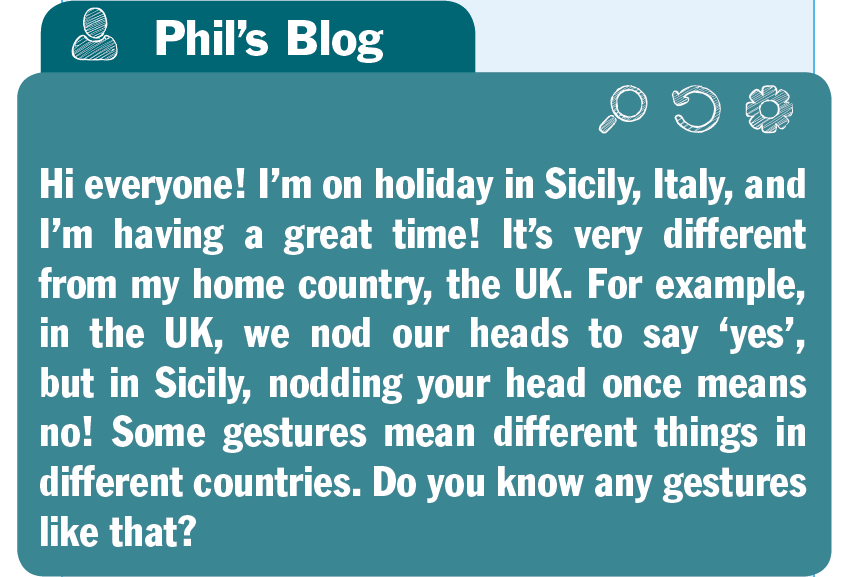 Phil’s Blog
Hi everyone! I’m on holiday in Sicily, Italy, and
I’m having a great time! It’s very different
from my home country, the UK. For example,
in the UK, we nod our heads to say ‘yes’,
but in Sicily, nodding your head once means
no! Some gestures mean different things in
different countries. Do you know any gestures
like that?